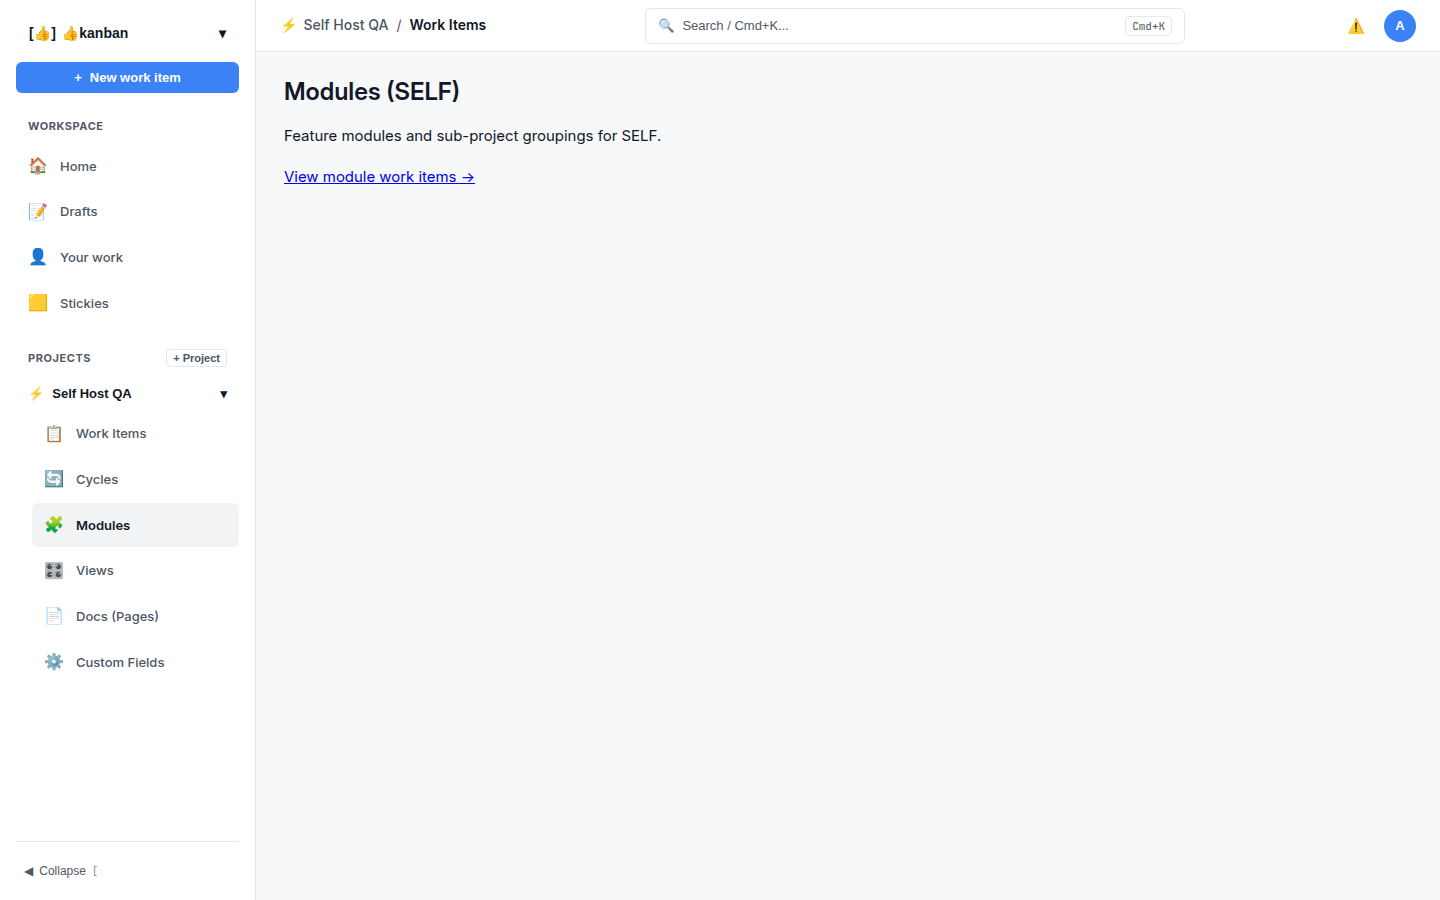 [👍] 👍kanban ▼
+ New work item
WORKSPACE
Home
Drafts
Your work
Stickies
PROJECTS + Project
⚡ Self Host QA ▼
Work Items
Cycles
Modules
Views
Docs (Pages)
Custom Fields
◀ Collapse [
⚡ Self Host QA / Work Items
🔍 Search / Cmd+K... Cmd+K
A
Modules (SELF)
Feature modules and sub-project groupings for SELF.
View module work items →